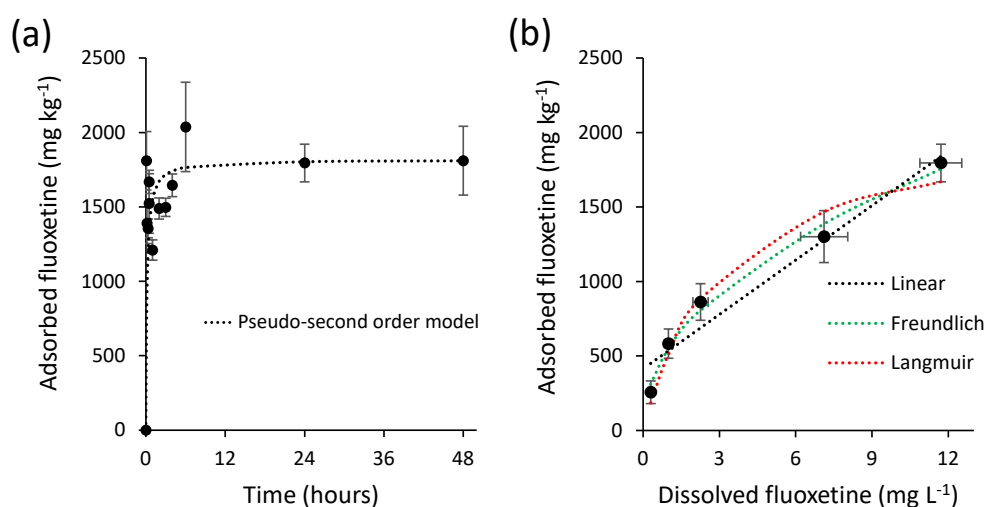 (a)
Adsorbed fluoxetine (mg kg⁻¹)
2500
2000
1500
1000
500
0
Pseudo-second order model
0 12 24 36 48
Time (hours)
(b)
Adsorbed fluoxetine (mg kg⁻¹)
2500
2000
1500
1000
500
0
Linear
Freundlich
Langmuir
0 3 6 9 12
Dissolved fluoxetine (mg L⁻¹)